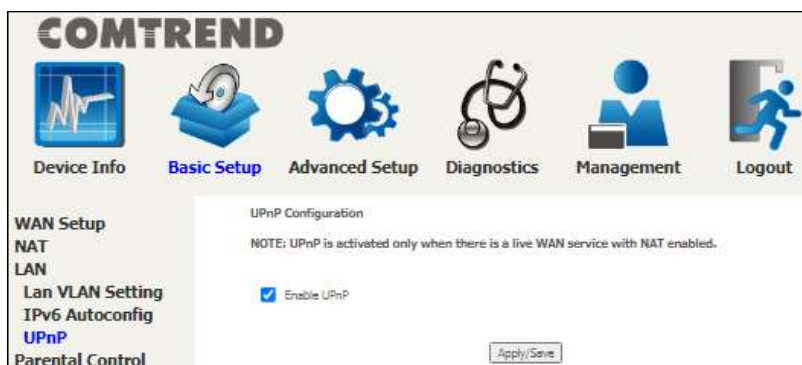 COMTREND
Device Info
Basic Setup
Advanced Setup
Diagnostics
Management
Logout
WAN Setup
NAT
LAN
Lan VLAN Setting
IPv6 Autoconfig
UPnP
Parental Control
UPnP Configuration
NOTE: UPnP is activated only when there is a live WAN service with NAT enabled.
Enable UPnP
Apply/Save